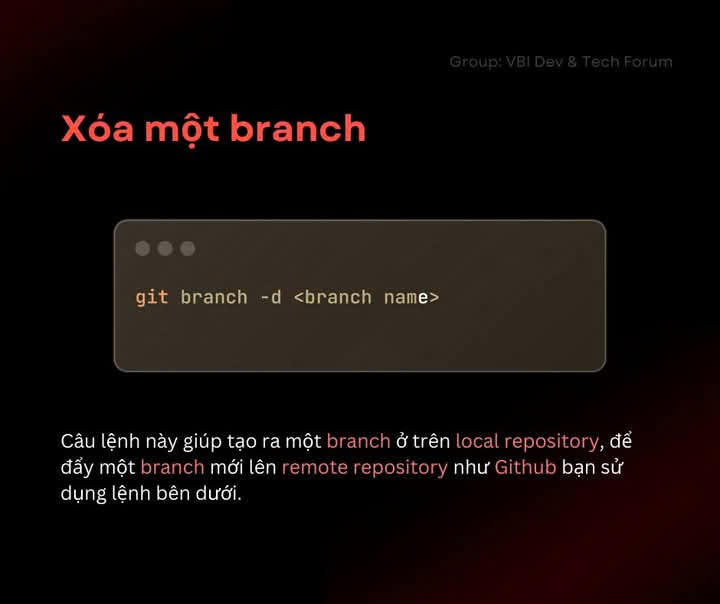 Group: VBI Dev & Tech Forum
Xóa một branch
git branch -d <branch name>
Câu lệnh này giúp tạo ra một branch ở trên local repository, để
đẩy một branch mới lên remote repository như Github bạn sử
dụng lệnh bên dưới.